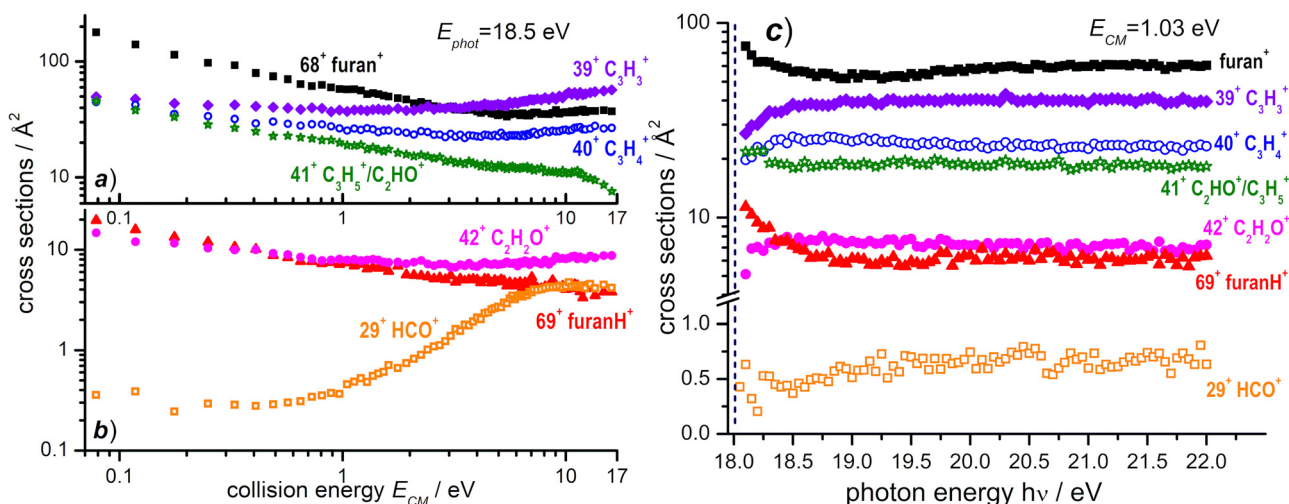 a)
E_phot=18.5 eV
68⁺ furan⁺
39⁺ C₃H₃⁺
40⁺ C₃H₄⁺
41⁺ C₃H₅⁺/C₂HO⁺
100
10
0.1
1
10
17
cross sections / Å²
b)
42⁺ C₂H₂O⁺
29⁺ HCO⁺
69⁺ furanH⁺
10
1
0.1
0.1
1
10
17
collision energy E_CM / eV
c)
E_CM=1.03 eV
furan⁺
39⁺ C₃H₃⁺
40⁺ C₃H₄⁺
41⁺ C₂HO⁺/C₃H₅⁺
42⁺ C₂H₂O⁺
69⁺ furanH⁺
29⁺ HCO⁺
100
10
1.0
0.5
0.0
cross sections / Å²
18.0 18.5 19.0 19.5 20.0 20.5 21.0 21.5 22.0
photon energy hν / eV